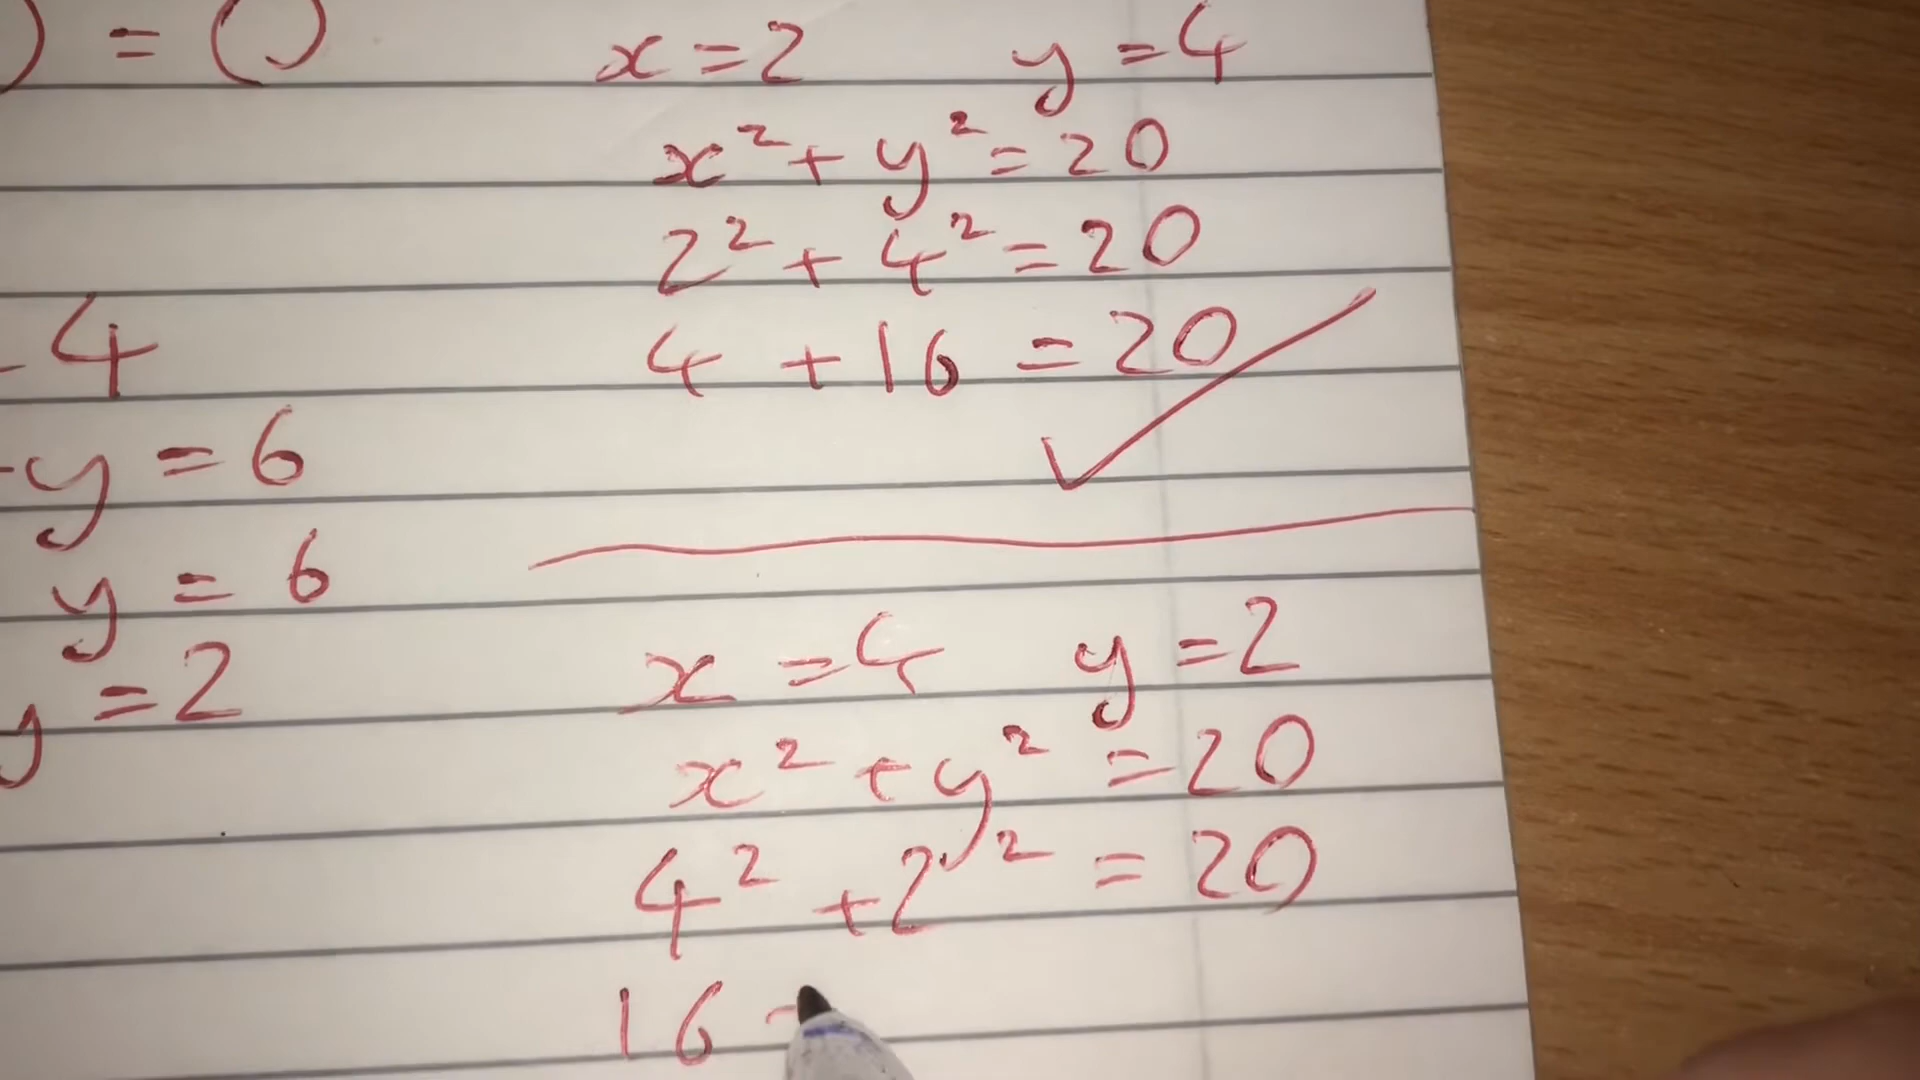 ) = 0
- 4
-y = 6
y = 6
y = 2
x = 2 y = 4
x² + y² = 20
2² + 4² = 20
4 + 16 = 20 ✓
x = 4 y = 2
x² + y² = 20
4² + 2² = 20
16 -